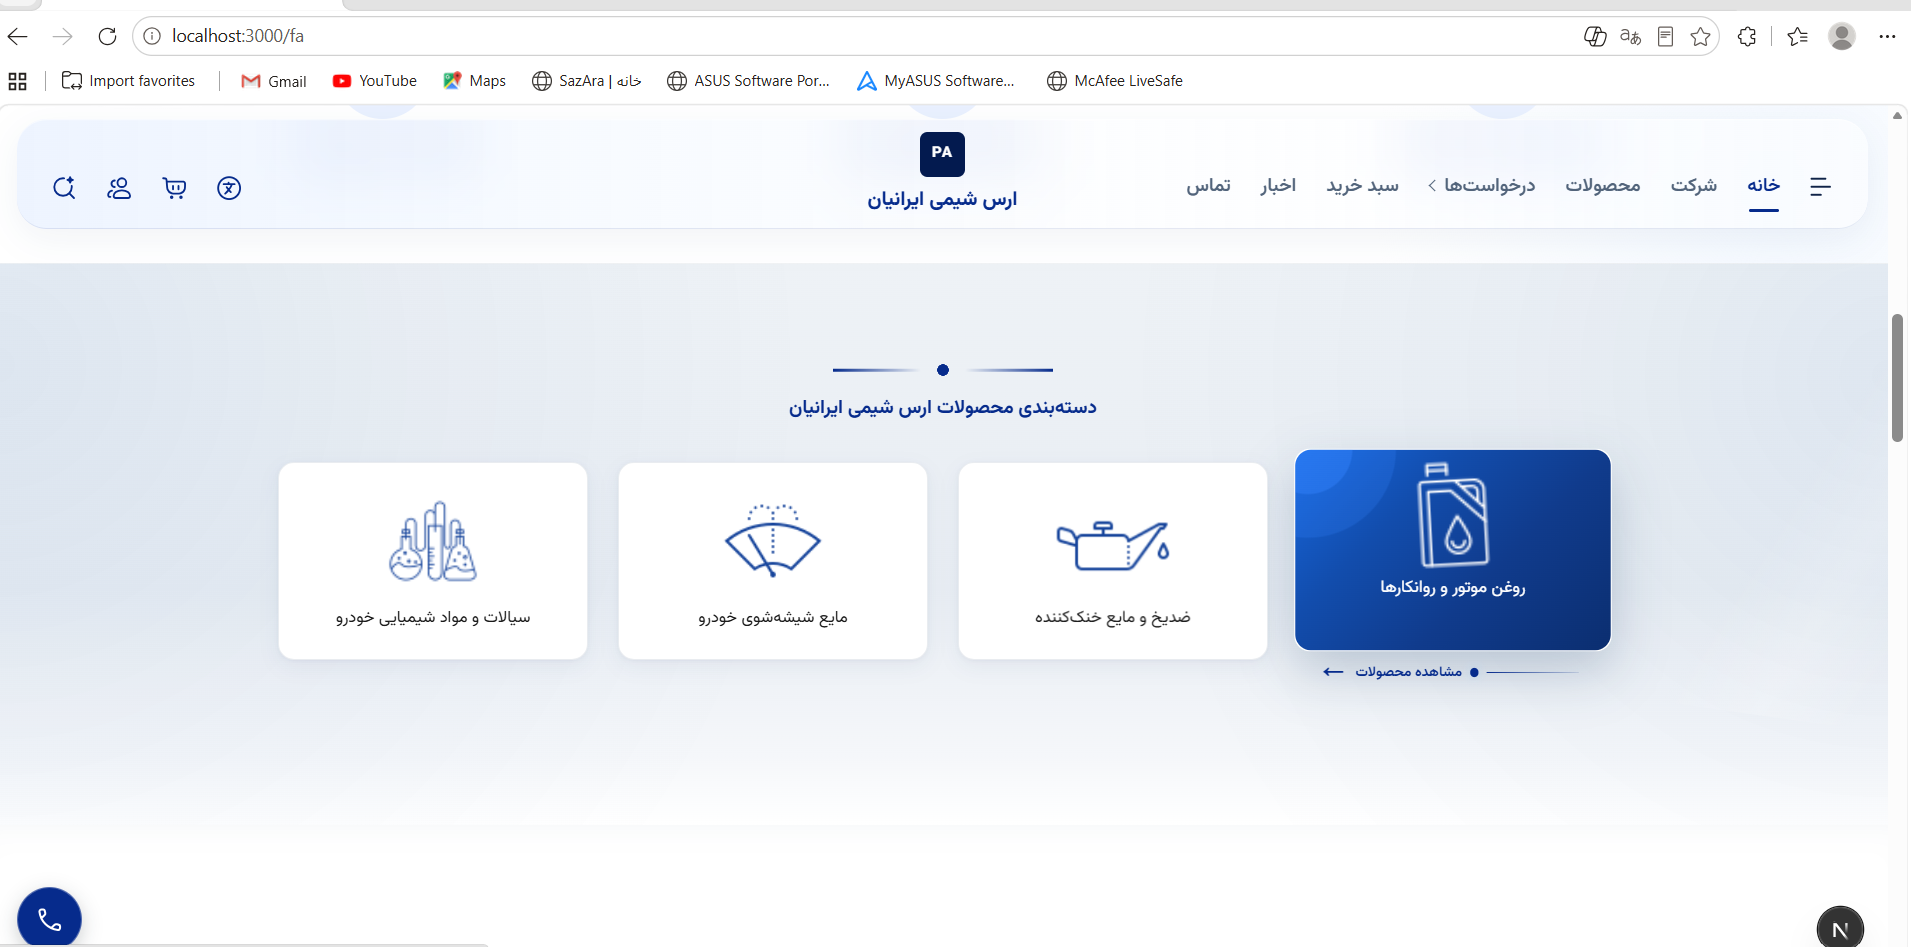 localhost:3000/fa
Import favorites
Gmail
YouTube
Maps
SazAra | خانه
ASUS Software Por...
MyASUS Software...
McAfee LiveSafe
PA
ارس شیمی ایرانیان
خانه
شرکت
محصولات
درخواست‌ها
سبد خرید
اخبار
تماس
دسته‌بندی محصولات ارس شیمی ایرانیان
روغن موتور و روانکارها
ضدیخ و مایع خنک‌کننده
مایع شیشه‌شوی خودرو
سیالات و مواد شیمیایی خودرو
مشاهده محصولات
N